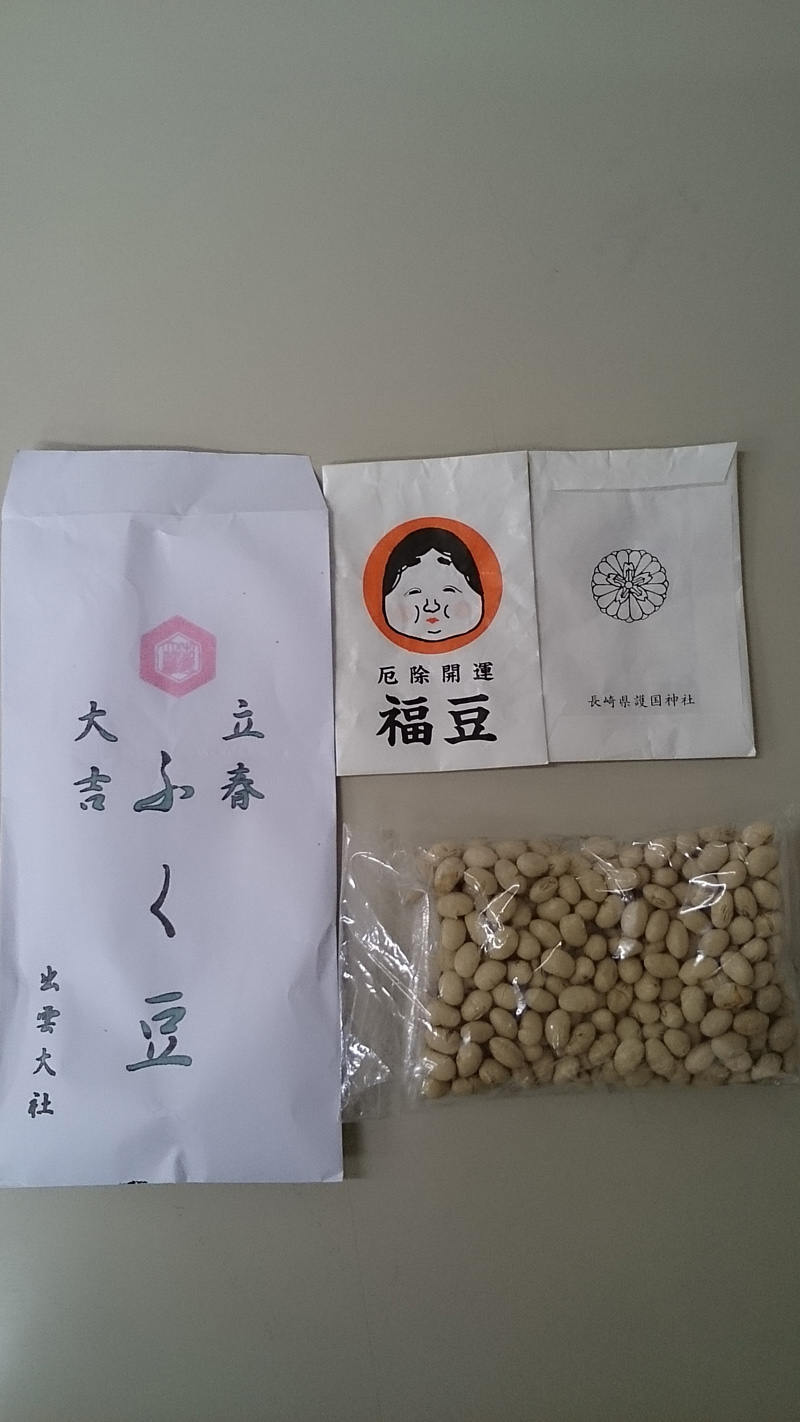 立春
大吉
ふく豆
出雲大社
厄除開運
福豆
長崎県護国神社